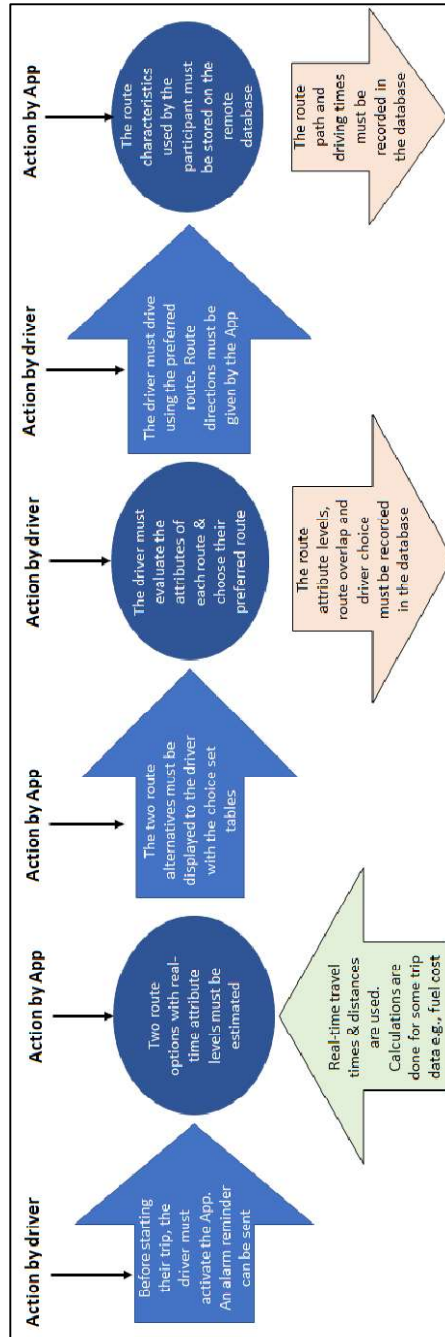 Action by driver
Action by App
Action by App
Action by driver
Action by driver
Action by App
Before starting
their trip, the
driver must
activate the App.
An alarm reminder
can be sent
Two route
options with real-
time attribute
levels must be
estimated
The two route
alternatives must be
displayed to the driver
with the choice set
tables
The driver must
evaluate the
attributes of
each route &
choose their
preferred route
The driver must drive
using the preferred
route. Route
directions must be
given by the App
The route
characteristics
used by the
participant must
be stored on the
remote
database
Real-time travel
times & distances
are used.
Calculations are
done for some trip
data e.g., fuel cost
The route
attribute levels,
route overlap and
driver choice
must be recorded
in the database
The route
path and
driving times
must be
recorded in
the database